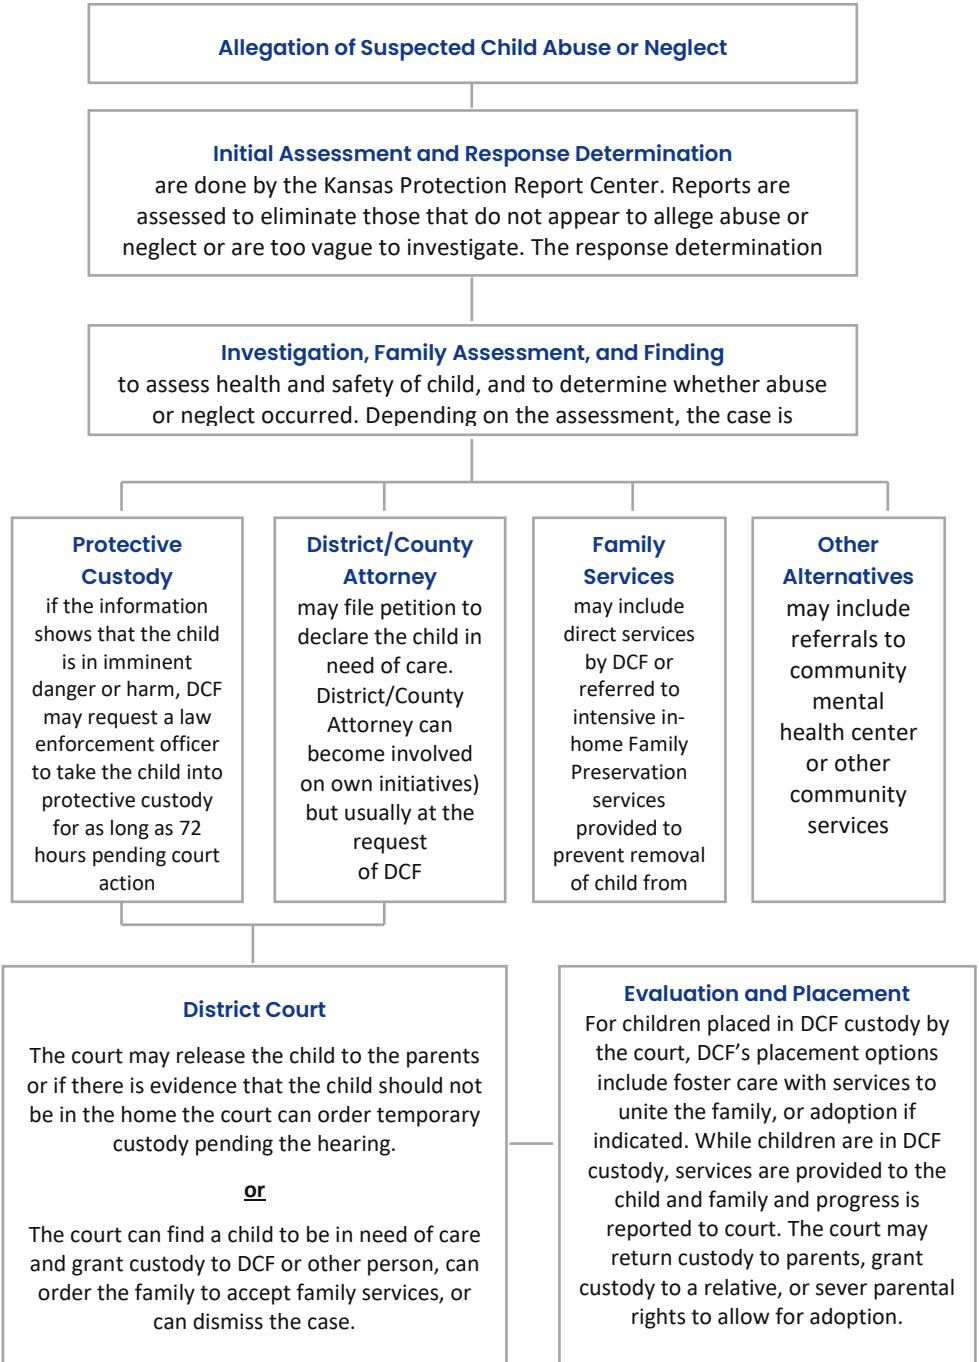 Allegation of Suspected Child Abuse or Neglect
Initial Assessment and Response Determination
are done by the Kansas Protection Report Center. Reports are
assessed to eliminate those that do not appear to allege abuse or
neglect or are too vague to investigate. The response determination
Investigation, Family Assessment, and Finding
to assess health and safety of child, and to determine whether abuse
or neglect occurred. Depending on the assessment, the case is
Protective
Custody
if the information
shows that the child
is in imminent
danger or harm, DCF
may request a law
enforcement officer
to take the child into
protective custody
for as long as 72
hours pending court
action
District/County
Attorney
may file petition to
declare the child in
need of care.
District/County
Attorney can
become involved
on own initiatives)
but usually at the
request
of DCF
Family
Services
may include
direct services
by DCF or
referred to
intensive in-
home Family
Preservation
services
provided to
prevent removal
of child from
Other
Alternatives
may include
referrals to
community
mental
health center
or other
community
services
District Court
The court may release the child to the parents
or if there is evidence that the child should not
be in the home the court can order temporary
custody pending the hearing.
or
The court can find a child to be in need of care
and grant custody to DCF or other person, can
order the family to accept family services, or
can dismiss the case.
Evaluation and Placement
For children placed in DCF custody by
the court, DCF’s placement options
include foster care with services to
unite the family, or adoption if
indicated. While children are in DCF
custody, services are provided to the
child and family and progress is
reported to court. The court may
return custody to parents, grant
custody to a relative, or sever parental
rights to allow for adoption.